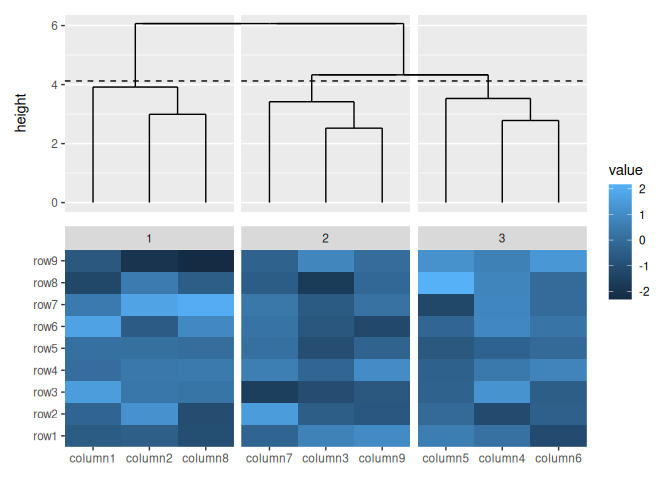 height
6
4
2
0
value
2
1
0
-1
-2
1 2 3
row9
row8
row7
row6
row5
row4
row3
row2
row1
column1 column2 column8 column7 column3 column9 column5 column4 column6